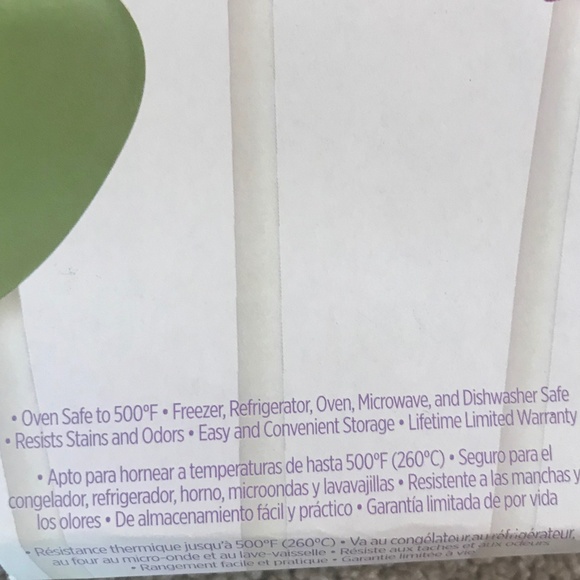 • Oven Safe to 500°F • Freezer, Refrigerator, Oven, Microwave, and Dishwasher Safe
• Resists Stains and Odors • Easy and Convenient Storage • Lifetime Limited Warranty
• Apto para hornear a temperaturas de hasta 500°F (260°C) • Seguro para el
congelador, refrigerador, horno, microondas y lavavajillas • Resistente a las manchas y
los olores • De almacenamiento fácil y práctico • Garantía limitada de por vida
• Résistance thermique jusqu'à 500°F (260°C) • Va au congélateur, au réfrigérateur,
au four au micro-onde et au lave-vaisselle • Résiste aux taches et aux odeurs
• Rangement facile et pratique • Garantie limitée à vie